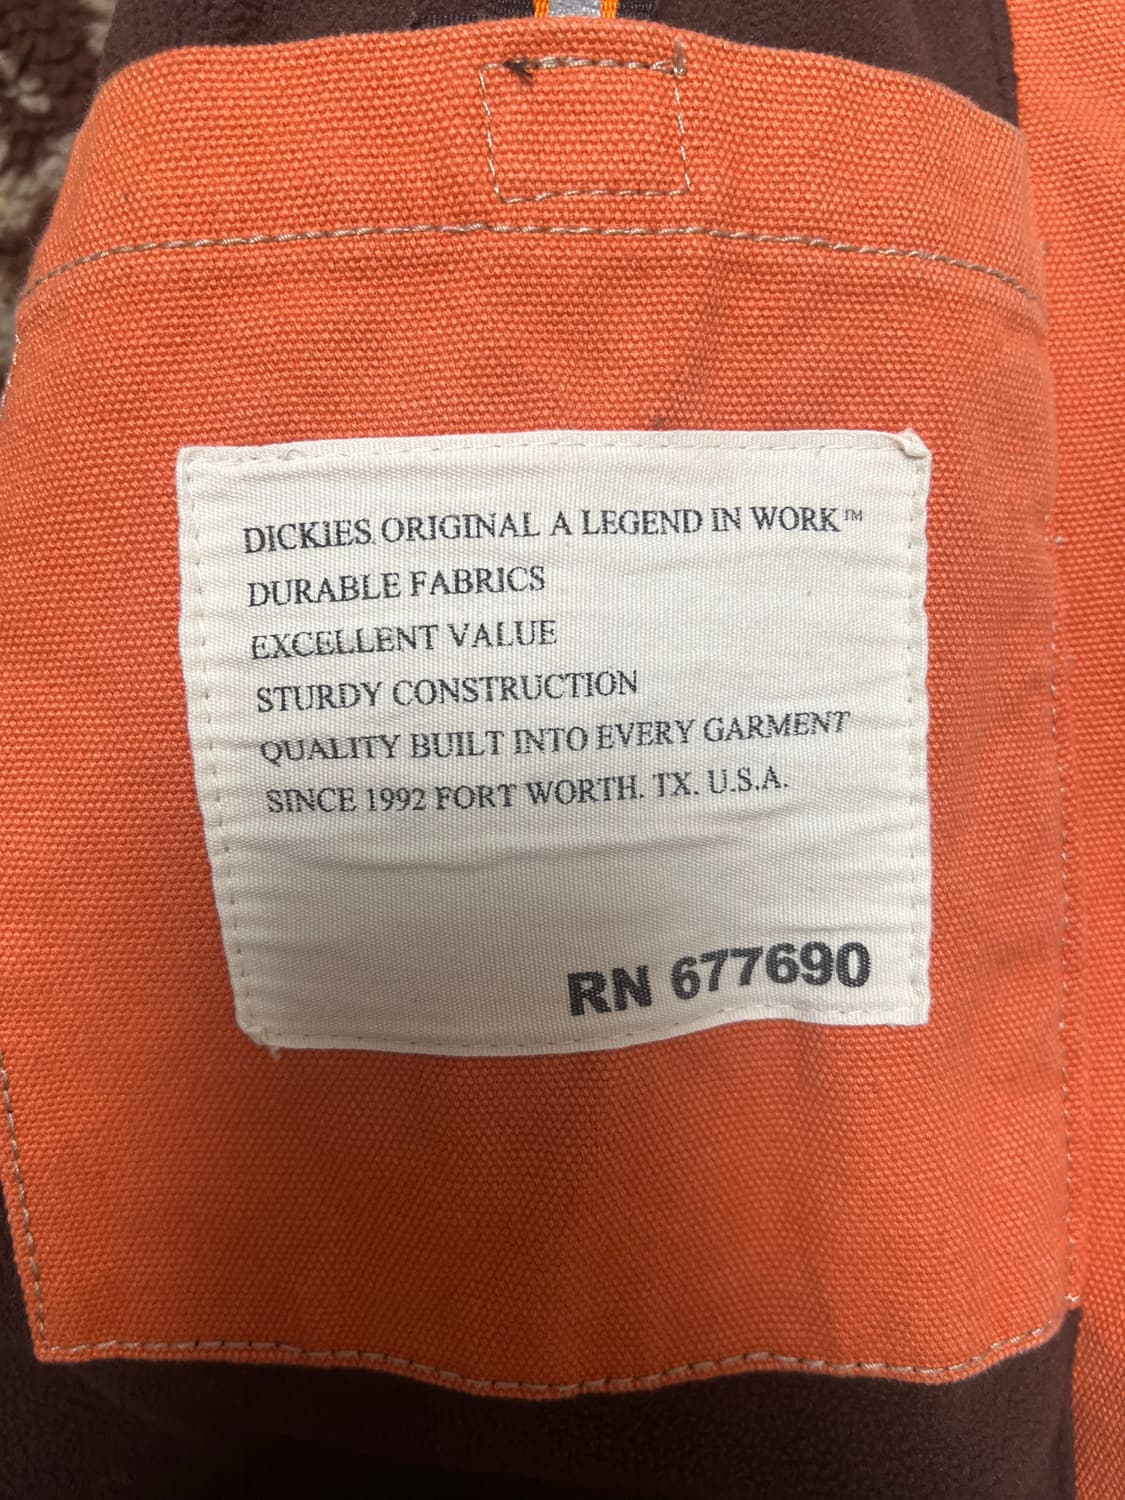 DICKIES ORIGINAL A LEGEND IN WORK™
DURABLE FABRICS
EXCELLENT VALUE
STURDY CONSTRUCTION
QUALITY BUILT INTO EVERY GARMENT
SINCE 1992 FORT WORTH. TX. U.S.A.
RN 677690